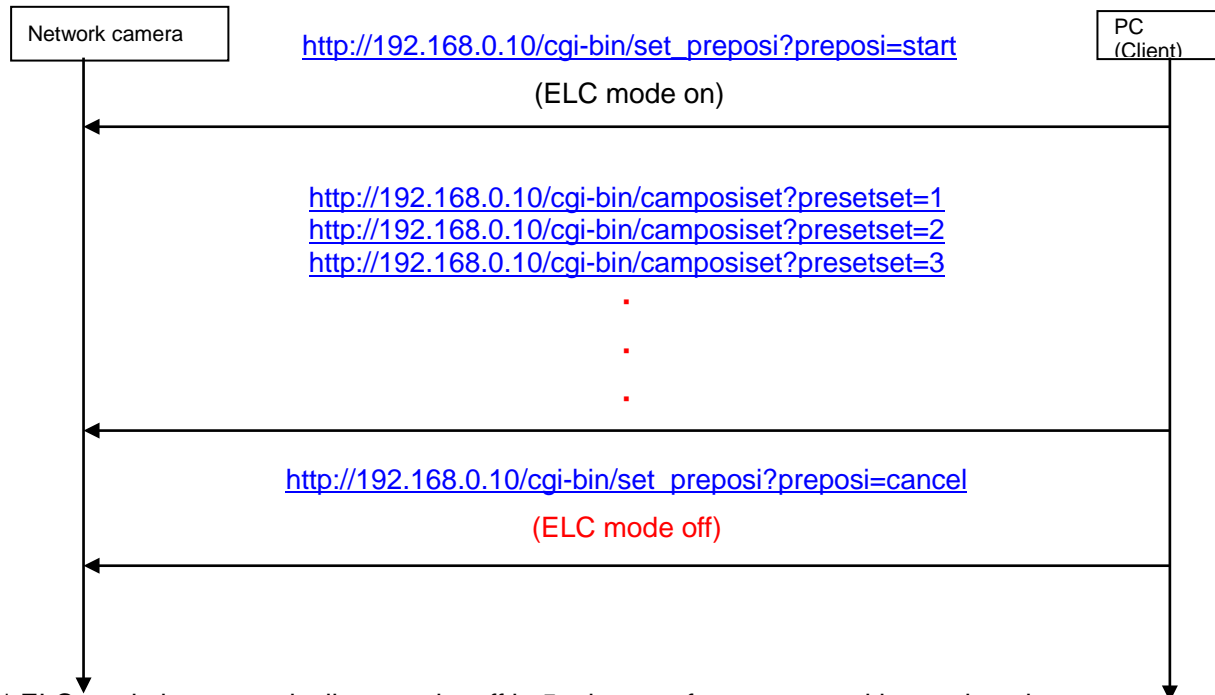 Network camera
http://192.168.0.10/cgi-bin/set_preposi?preposi=start
PC
(Client)
(ELC mode on)
http://192.168.0.10/cgi-bin/camposiset?presetset=1
http://192.168.0.10/cgi-bin/camposiset?presetset=2
http://192.168.0.10/cgi-bin/camposiset?presetset=3
.
.
.
http://192.168.0.10/cgi-bin/set_preposi?preposi=cancel
(ELC mode off)